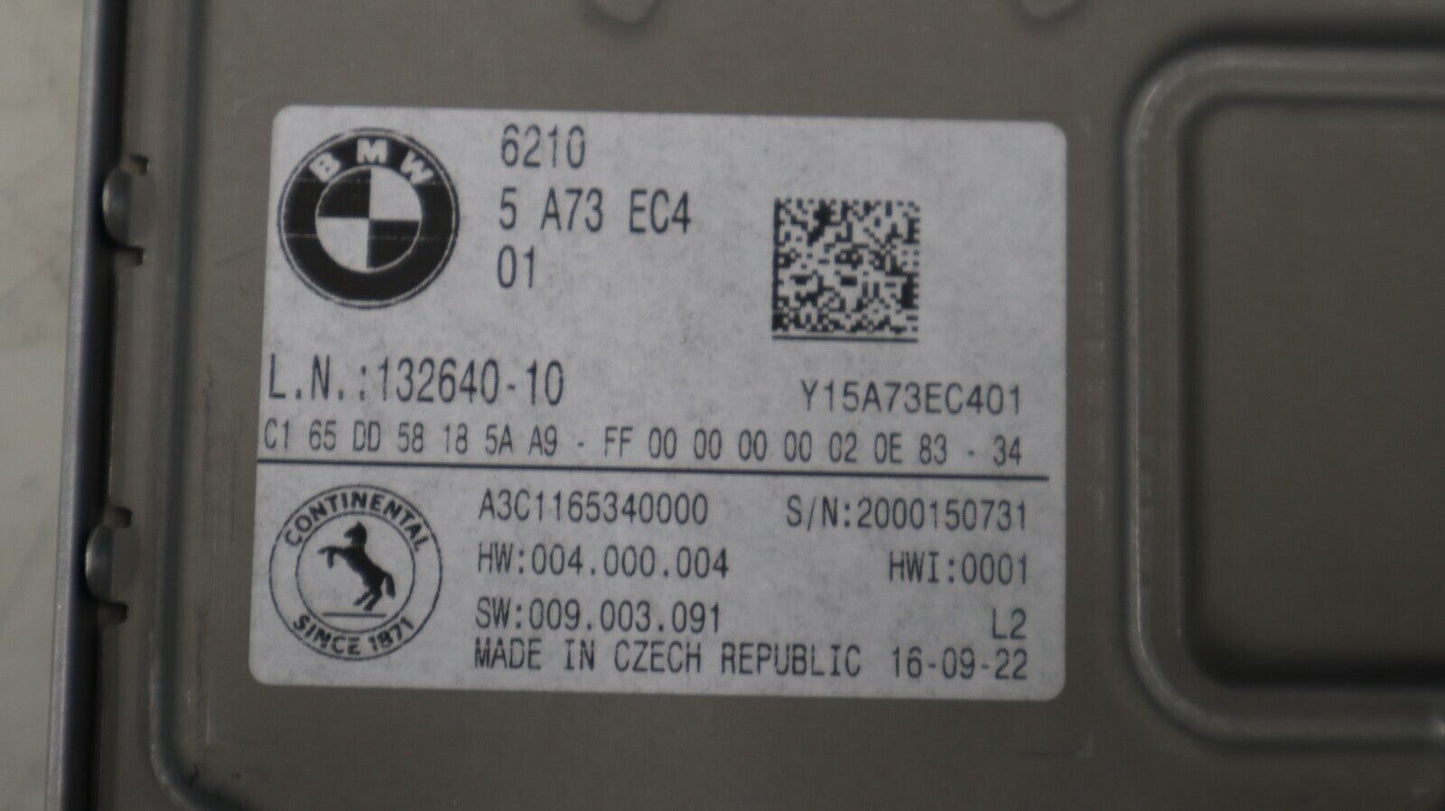 BMW
6210
5 A73 EC4
01
L.N.:132640-10
Y15A73EC401
C1 65 DD 58 18 5A A9 - FF 00 00 00 00 02 0E 83 - 34
CONTINENTAL
SINCE 1871
A3C1165340000 S/N:2000150731
HW:004.000.004 HWI:0001
SW:009.003.091 L2
MADE IN CZECH REPUBLIC 16-09-22